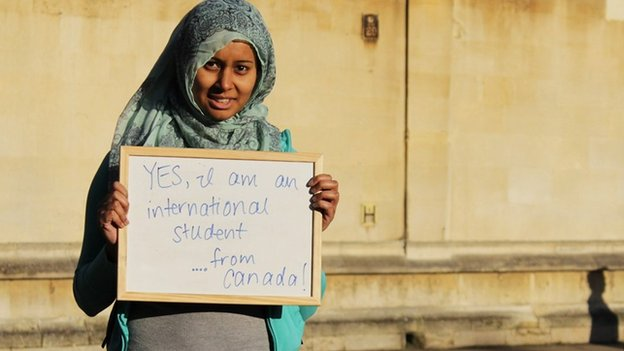 YES, i am an
international
student
.... from
Canada!
H